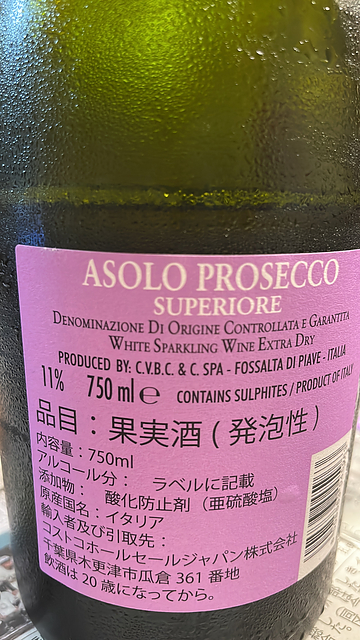 ASOLO PROSECCO
SUPERIORE
DENOMINAZIONE DI ORIGINE CONTROLLATA E GARANTITA
WHITE SPARKLING WINE EXTRA DRY
PRODUCED BY: C.V.B.C. & C. SPA - FOSSALTA DI PIAVE - ITALIA
11% 750 ml ℮ CONTAINS SULPHITES / PRODUCT OF ITALY
品目：果実酒 ( 発泡性 )
内容量：750ml
アルコール分： ラベルに記載
添加物： 酸化防止剤（亜硫酸塩）
原産国名：イタリア
輸入者及び引取先：
コストコホールセールジャパン株式会社
千葉県木更津市瓜倉 361 番地
飲酒は 20 歳になってから。